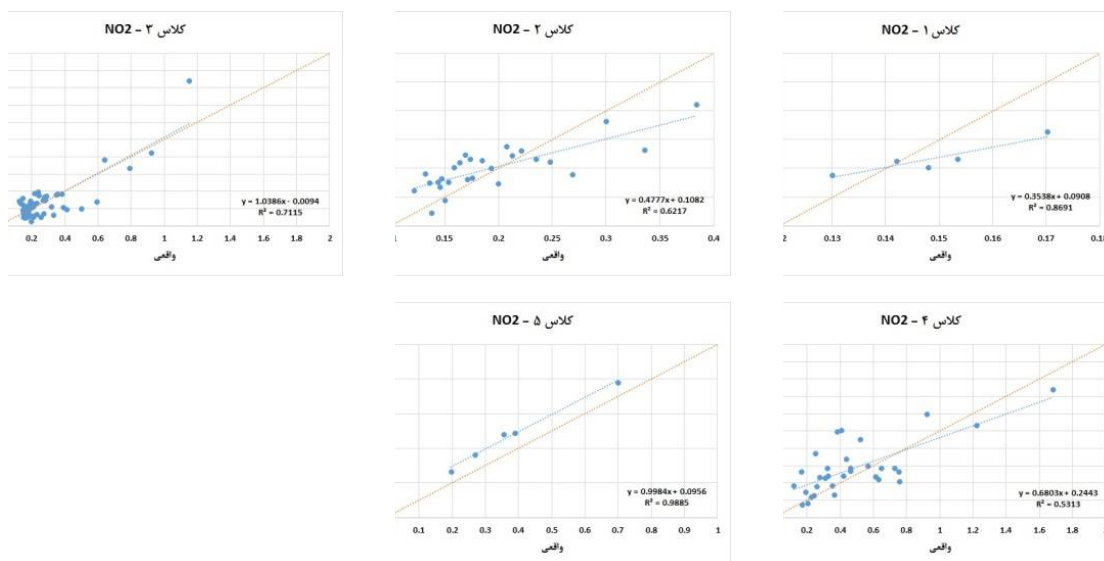 کلاس ۱ – NO2
y = 0.3538x + 0.0908
R² = 0.8691
0.13 0.14 0.15 0.16 0.17 0.18
واقعی
کلاس ۲ – NO2
y = 0.4777x + 0.1082
R² = 0.6217
0.15 0.2 0.25 0.3 0.35 0.4
واقعی
کلاس ۳ – NO2
y = 1.0386x - 0.0094
R² = 0.7115
0.2 0.4 0.6 0.8 1 1.2 1.4 1.6 1.8 2
واقعی
کلاس ۴ – NO2
y = 0.6803x + 0.2443
R² = 0.5313
0.2 0.4 0.6 0.8 1 1.2 1.4 1.6 1.8
واقعی
کلاس ۵ – NO2
y = 0.9984x + 0.0956
R² = 0.9885
0.1 0.2 0.3 0.4 0.5 0.6 0.7 0.8 0.9 1
واقعی